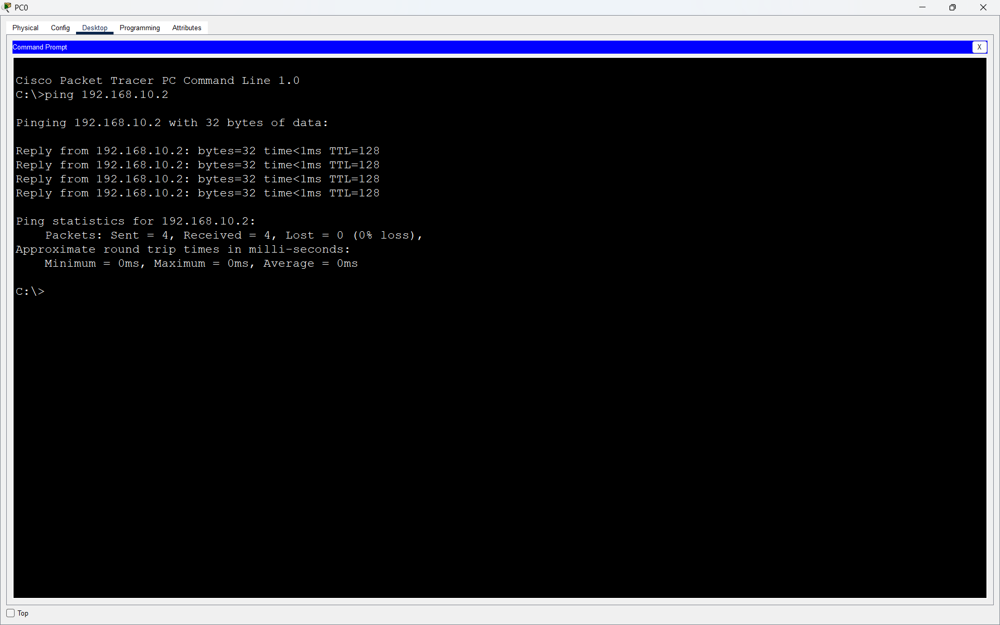 PC0
Physical Config Desktop Programming Attributes
Command Prompt
X
Cisco Packet Tracer PC Command Line 1.0
C:\>ping 192.168.10.2
Pinging 192.168.10.2 with 32 bytes of data:
Reply from 192.168.10.2: bytes=32 time<1ms TTL=128
Reply from 192.168.10.2: bytes=32 time<1ms TTL=128
Reply from 192.168.10.2: bytes=32 time<1ms TTL=128
Reply from 192.168.10.2: bytes=32 time<1ms TTL=128
Ping statistics for 192.168.10.2:
    Packets: Sent = 4, Received = 4, Lost = 0 (0% loss),
Approximate round trip times in milli-seconds:
    Minimum = 0ms, Maximum = 0ms, Average = 0ms
C:\>
Top